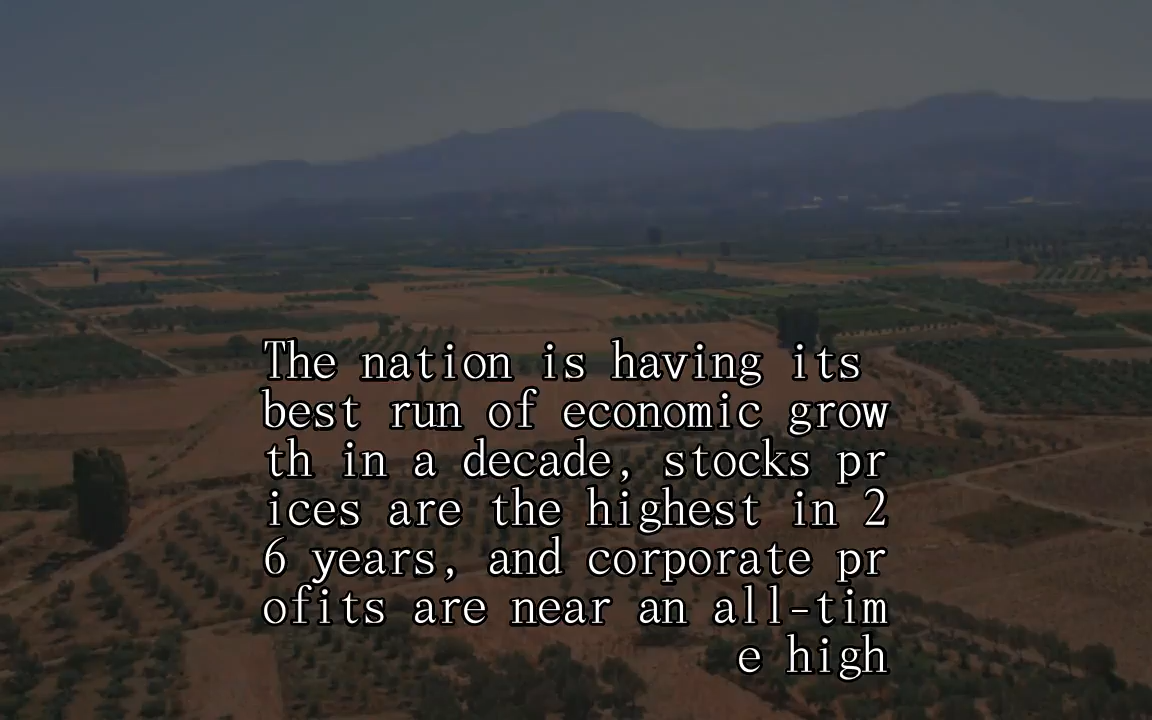 The nation is having its
best run of economic grow
th in a decade, stocks pr
ices are the highest in 2
6 years, and corporate pr
ofits are near an all-tim
e high